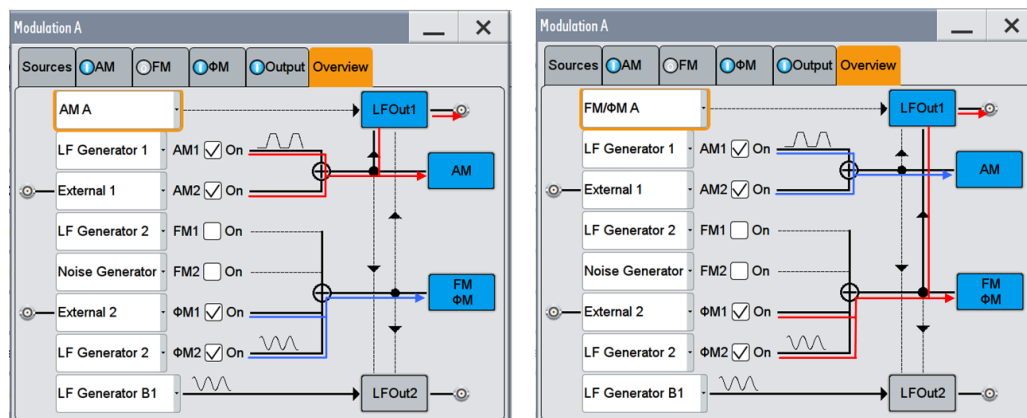 Modulation A
Sources AM FM ΦM Output Overview
AM A
LFOut1
LF Generator 1 AM1 On
AM
External 1 AM2 On
LF Generator 2 FM1 On
Noise Generator FM2 On
FM
ΦM
External 2 ΦM1 On
LF Generator 2 ΦM2 On
LF Generator B1
LFOut2
Modulation A
Sources AM FM ΦM Output Overview
FM/ΦM A
LFOut1
LF Generator 1 AM1 On
AM
External 1 AM2 On
LF Generator 2 FM1 On
Noise Generator FM2 On
FM
ΦM
External 2 ΦM1 On
LF Generator 2 ΦM2 On
LF Generator B1
LFOut2